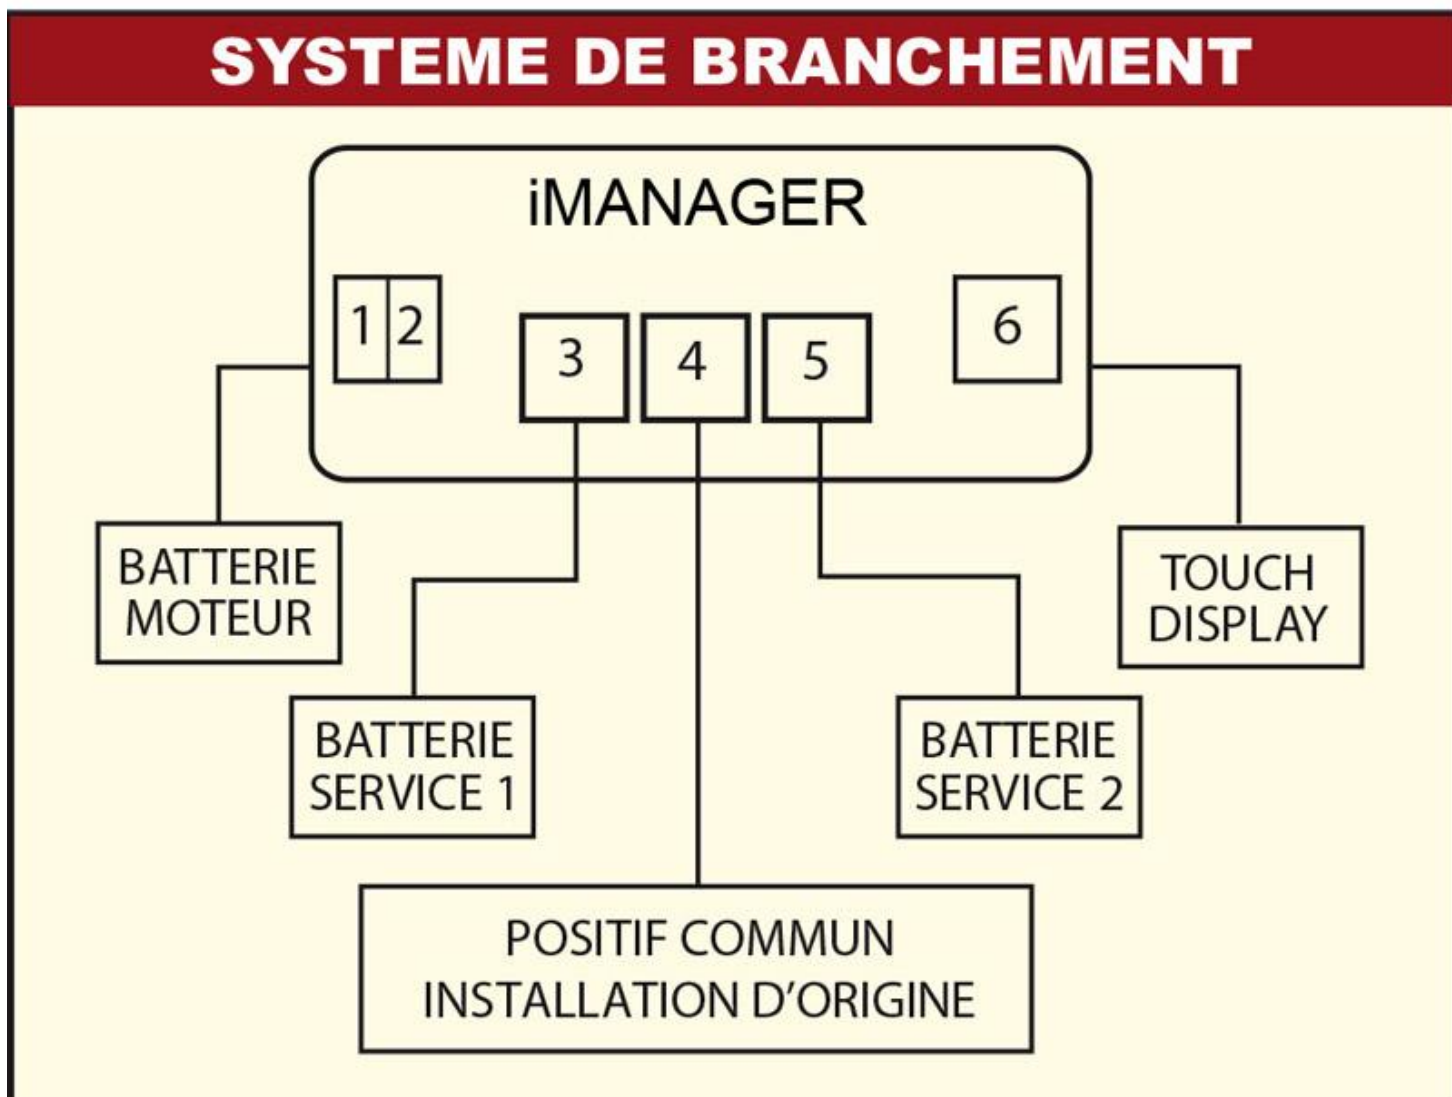 SYSTEME DE BRANCHEMENT
iMANAGER
1 2
3
4
5
6
BATTERIE
MOTEUR
TOUCH
DISPLAY
BATTERIE
SERVICE 1
BATTERIE
SERVICE 2
POSITIF COMMUN
INSTALLATION D'ORIGINE